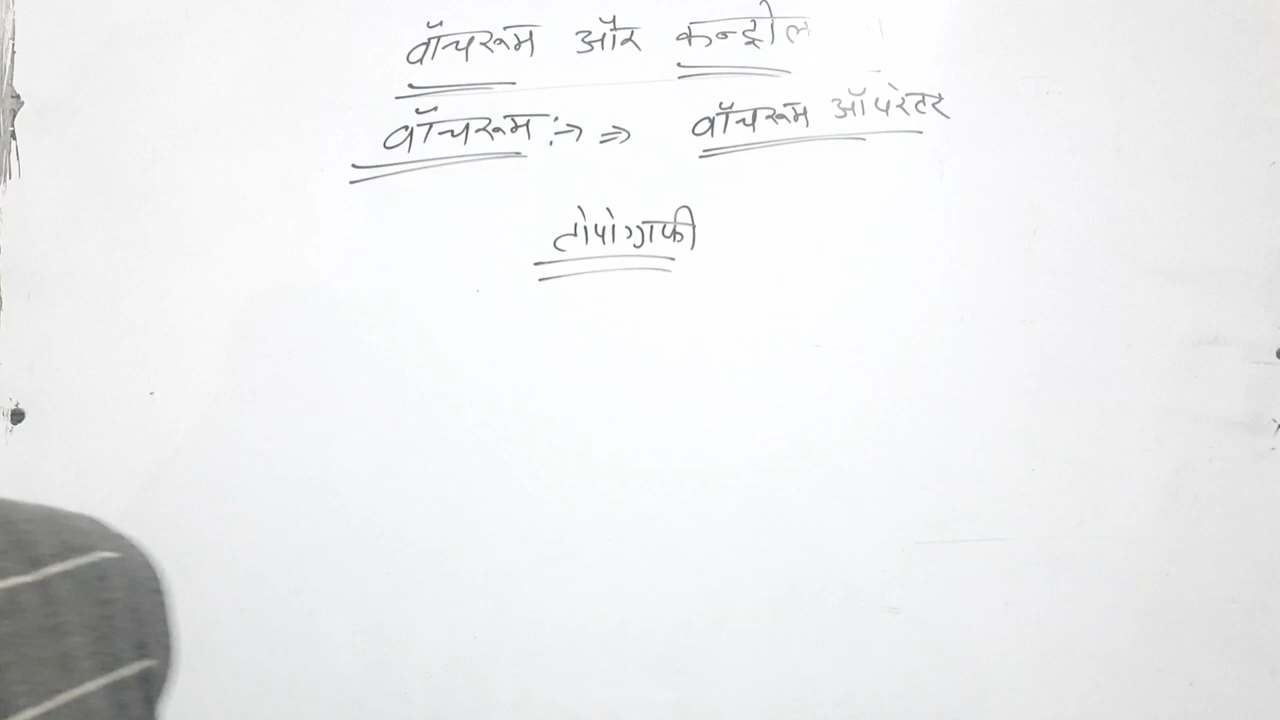 वॉचरूम और कन्ट्रोल
वॉचरूम :→ ⇒ वॉचरूम ऑपरेटर
टोपोग्राफी